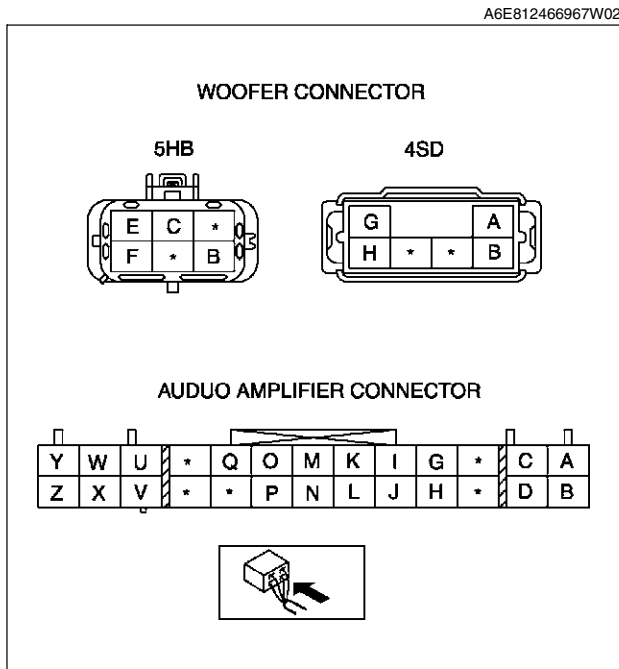 A6E812466967W02
WOOFER CONNECTOR
5HB 4SD
E C * G A
F * B H * * B
AUDUO AMPLIFIER CONNECTOR
Y W U * Q O M K I G * C A
Z X V * * P N L J H * D B